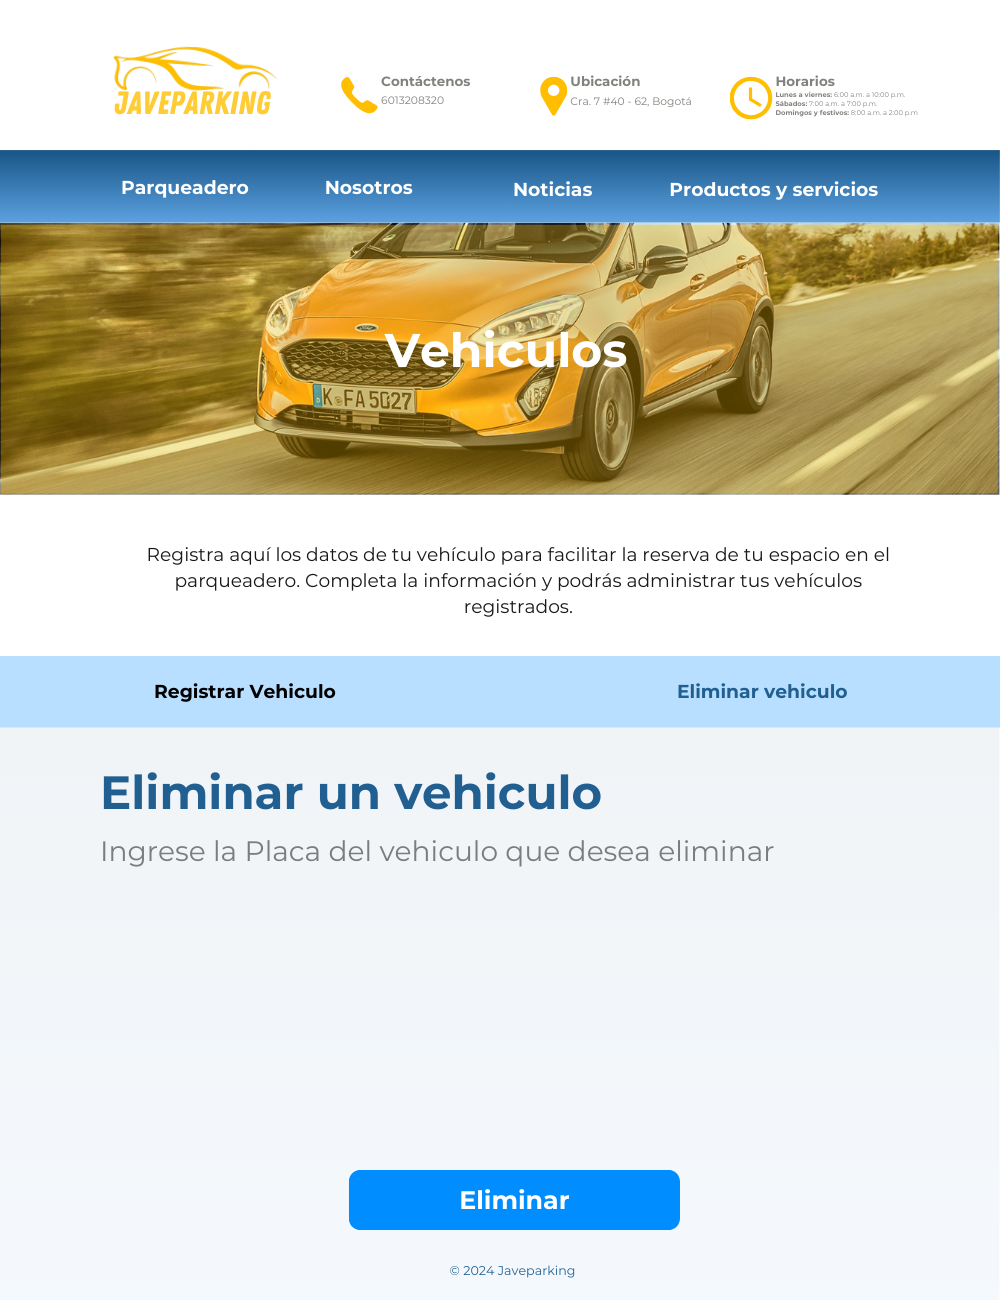 JAVEPARKING
Contáctenos
6013208320
Ubicación
Cra. 7 #40 - 62, Bogotá
Horarios
Lunes a viernes: 6:00 a.m. a 10:00 p.m.
Sábados: 7:00 a.m. a 7:00 p.m.
Domingos y festivos: 8:00 a.m. a 2:00 p.m
Parqueadero
Nosotros
Noticias
Productos y servicios
Vehiculos
Ford
K FA 5027
Registra aquí los datos de tu vehículo para facilitar la reserva de tu espacio en el
parqueadero. Completa la información y podrás administrar tus vehículos
registrados.
Registrar Vehiculo
Eliminar vehiculo
Eliminar un vehiculo
Ingrese la Placa del vehiculo que desea eliminar
Eliminar
© 2024 Javeparking